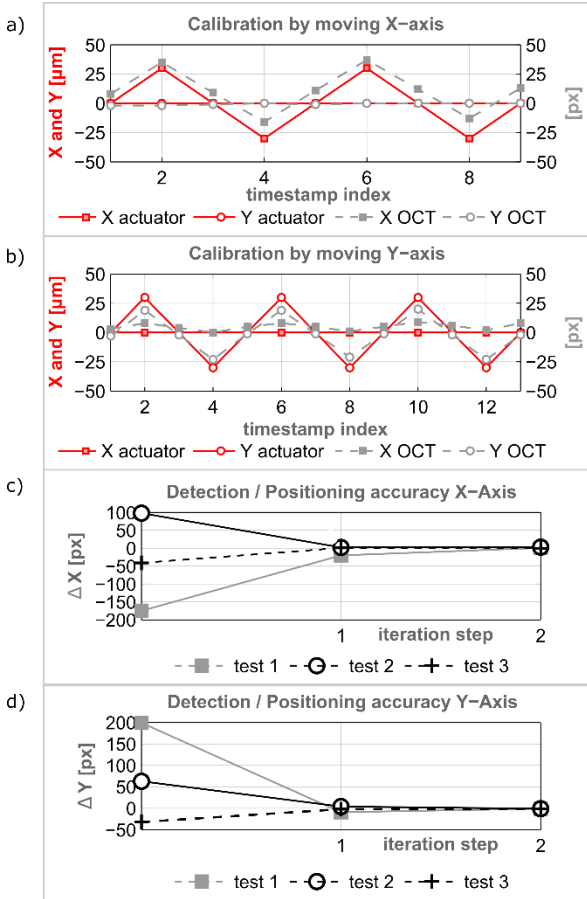 a)
Calibration by moving X−axis
X and Y [µm]
50
25
0
−25
−50
50
25
0
−25
−50
[px]
2
4
6
8
timestamp index
X actuator
Y actuator
X OCT
Y OCT
b)
Calibration by moving Y−axis
X and Y [µm]
50
25
0
−25
−50
50
25
0
−25
−50
[px]
2
4
6
8
10
12
timestamp index
X actuator
Y actuator
X OCT
Y OCT
c)
Detection / Positioning accuracy X−Axis
Δ X [px]
100
50
0
−50
−100
−150
−200
1
iteration step
2
test 1
test 2
test 3
d)
Detection / Positioning accuracy Y−Axis
Δ Y [px]
200
150
100
50
0
−50
1
iteration step
2
test 1
test 2
test 3